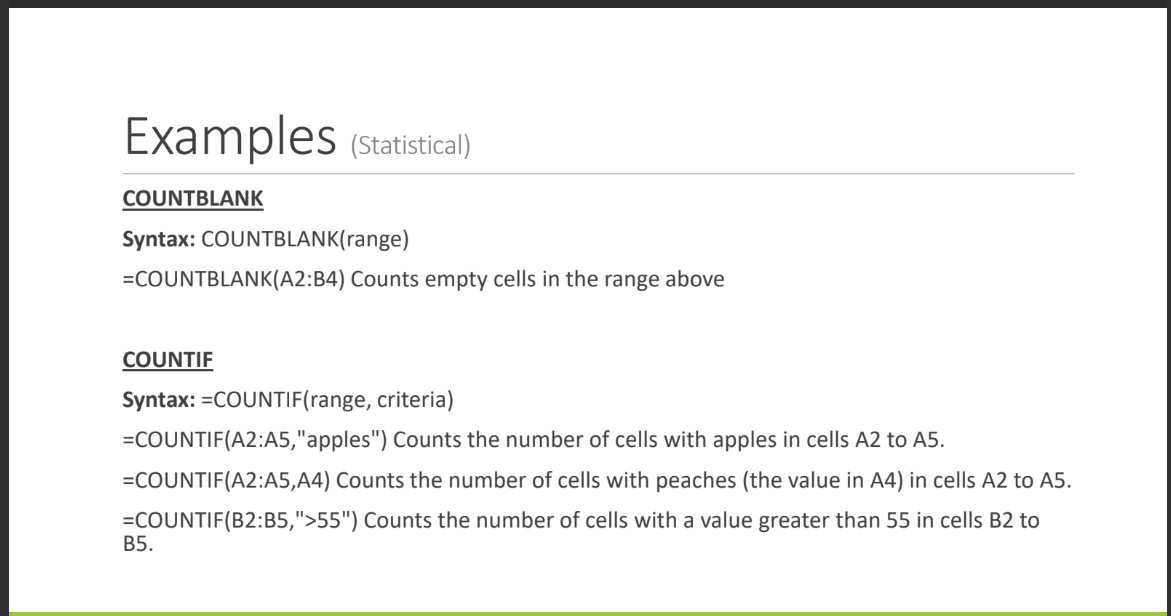 Examples (Statistical)
COUNTBLANK
Syntax: COUNTBLANK(range)
=COUNTBLANK(A2:B4) Counts empty cells in the range above
COUNTIF
Syntax: =COUNTIF(range, criteria)
=COUNTIF(A2:A5,"apples") Counts the number of cells with apples in cells A2 to A5.
=COUNTIF(A2:A5,A4) Counts the number of cells with peaches (the value in A4) in cells A2 to A5.
=COUNTIF(B2:B5,">55") Counts the number of cells with a value greater than 55 in cells B2 to
B5.